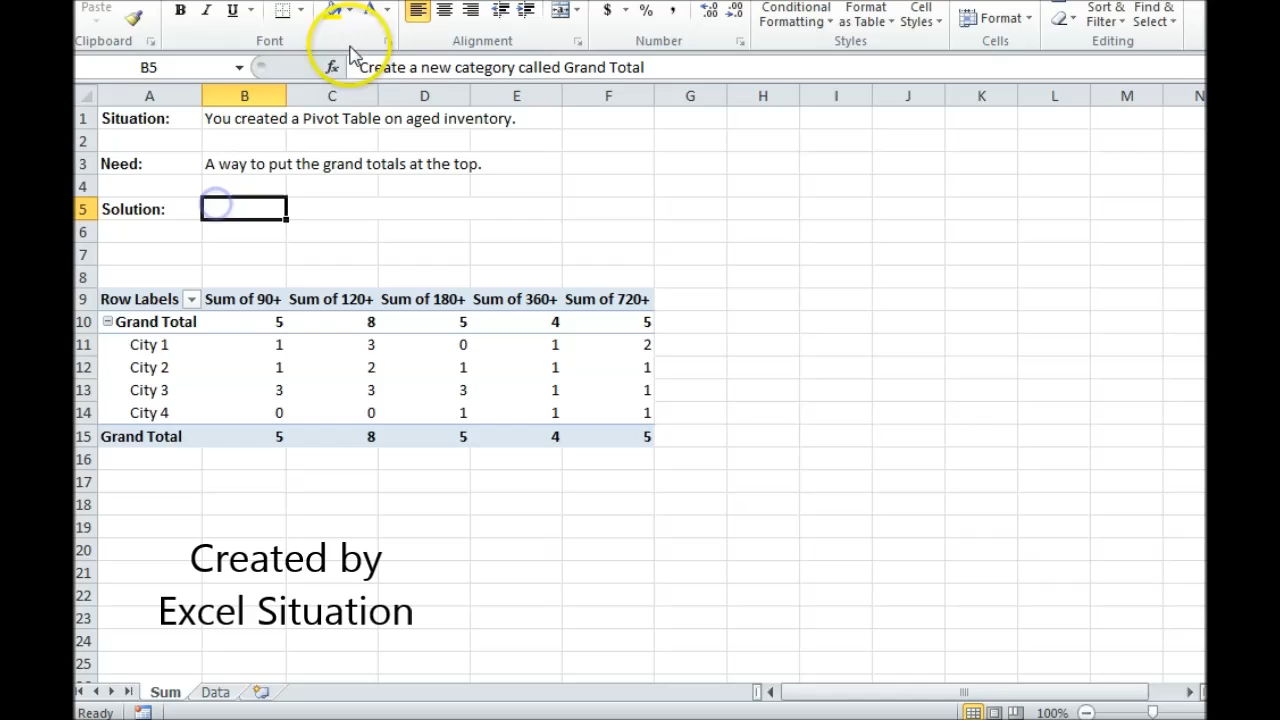 Paste
B I U $ % , .00 .00
Conditional Format Cell
Formatting as Table Styles
Format
Sort & Find &
Filter Select
Clipboard Font Alignment Number Styles Cells Editing
B5 fx Create a new category called Grand Total
A B C D E F G H I J K L M N
1 Situation: You created a Pivot Table on aged inventory.
2
3 Need: A way to put the grand totals at the top.
4
5 Solution:
6
7
8
9 Row Labels Sum of 90+ Sum of 120+ Sum of 180+ Sum of 360+ Sum of 720+
10 Grand Total 5 8 5 4 5
11 City 1 1 3 0 1 2
12 City 2 1 2 1 1 1
13 City 3 3 3 3 1 1
14 City 4 0 0 1 1 1
15 Grand Total 5 8 5 4 5
16
17
18
19
20
21
22
23
24
25
Created by
Excel Situation
Sum Data
Ready 100%